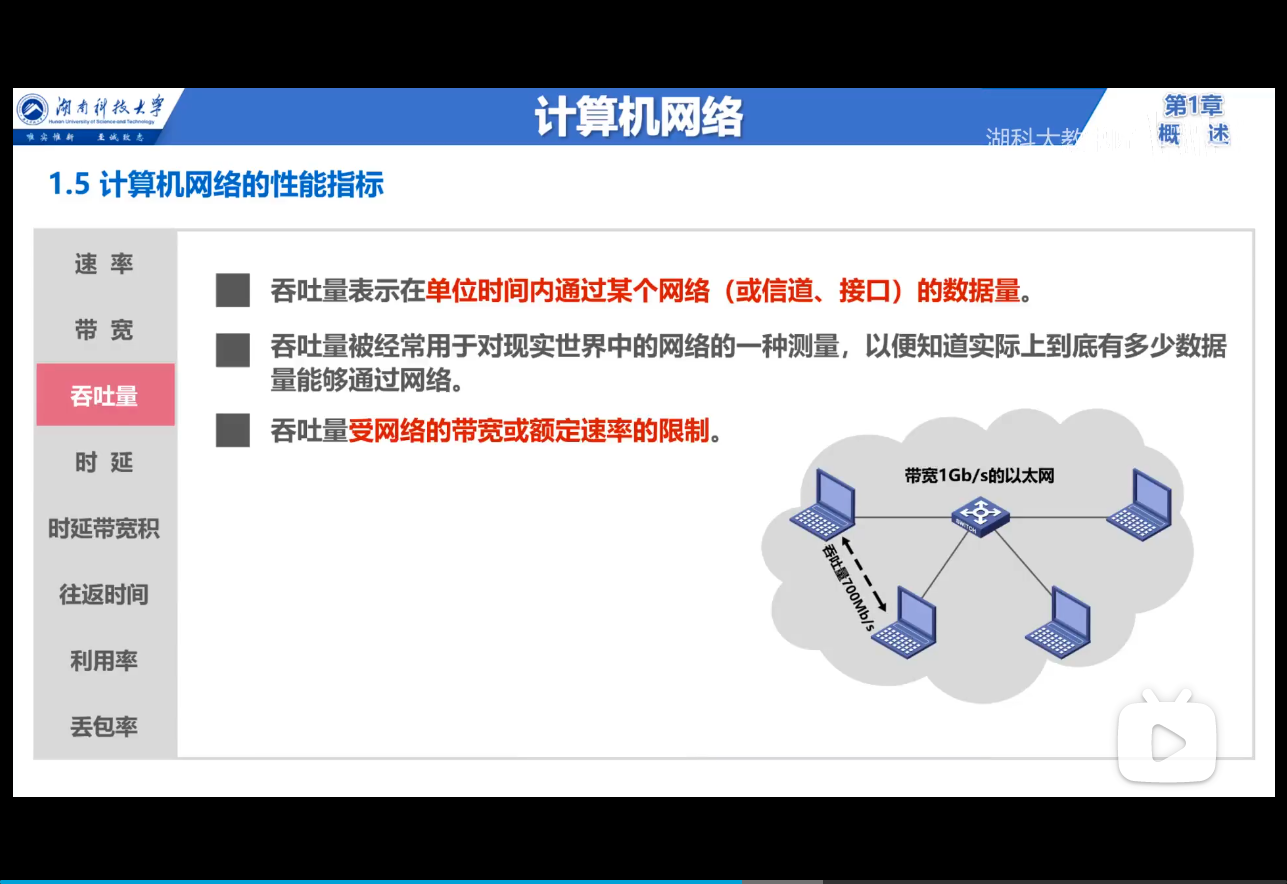 湖南科技大学
Hunan University of Science and Technology
唯实惟新 至诚致志
计算机网络
第1章
概 述
湖科大教
1.5 计算机网络的性能指标
速 率
带 宽
吞吐量
时 延
时延带宽积
往返时间
利用率
丢包率
吞吐量表示在单位时间内通过某个网络（或信道、接口）的数据量。
吞吐量被经常用于对现实世界中的网络的一种测量，以便知道实际上到底有多少数据
量能够通过网络。
吞吐量受网络的带宽或额定速率的限制。
带宽1Gb/s的以太网
SWITCH
吞吐量700Mb/s